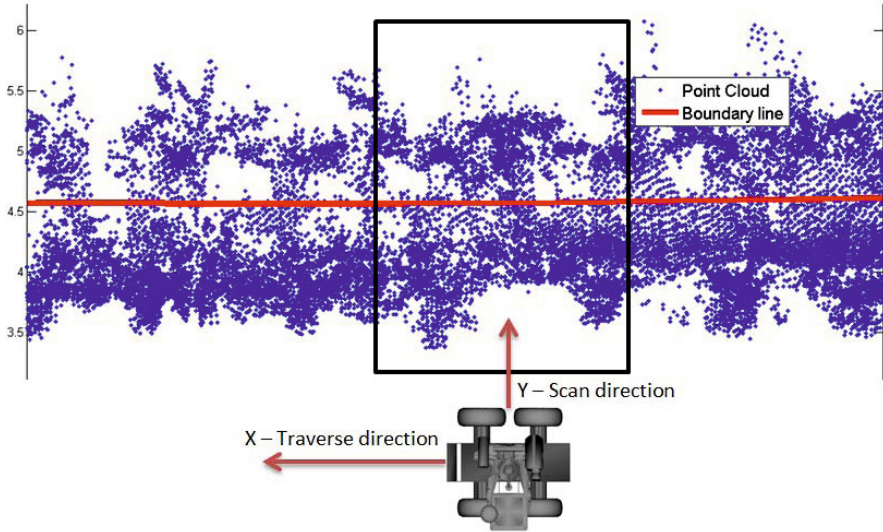 6
5.5
5
4.5
4
3.5
Point Cloud
Boundary line
Y – Scan direction
X – Traverse direction